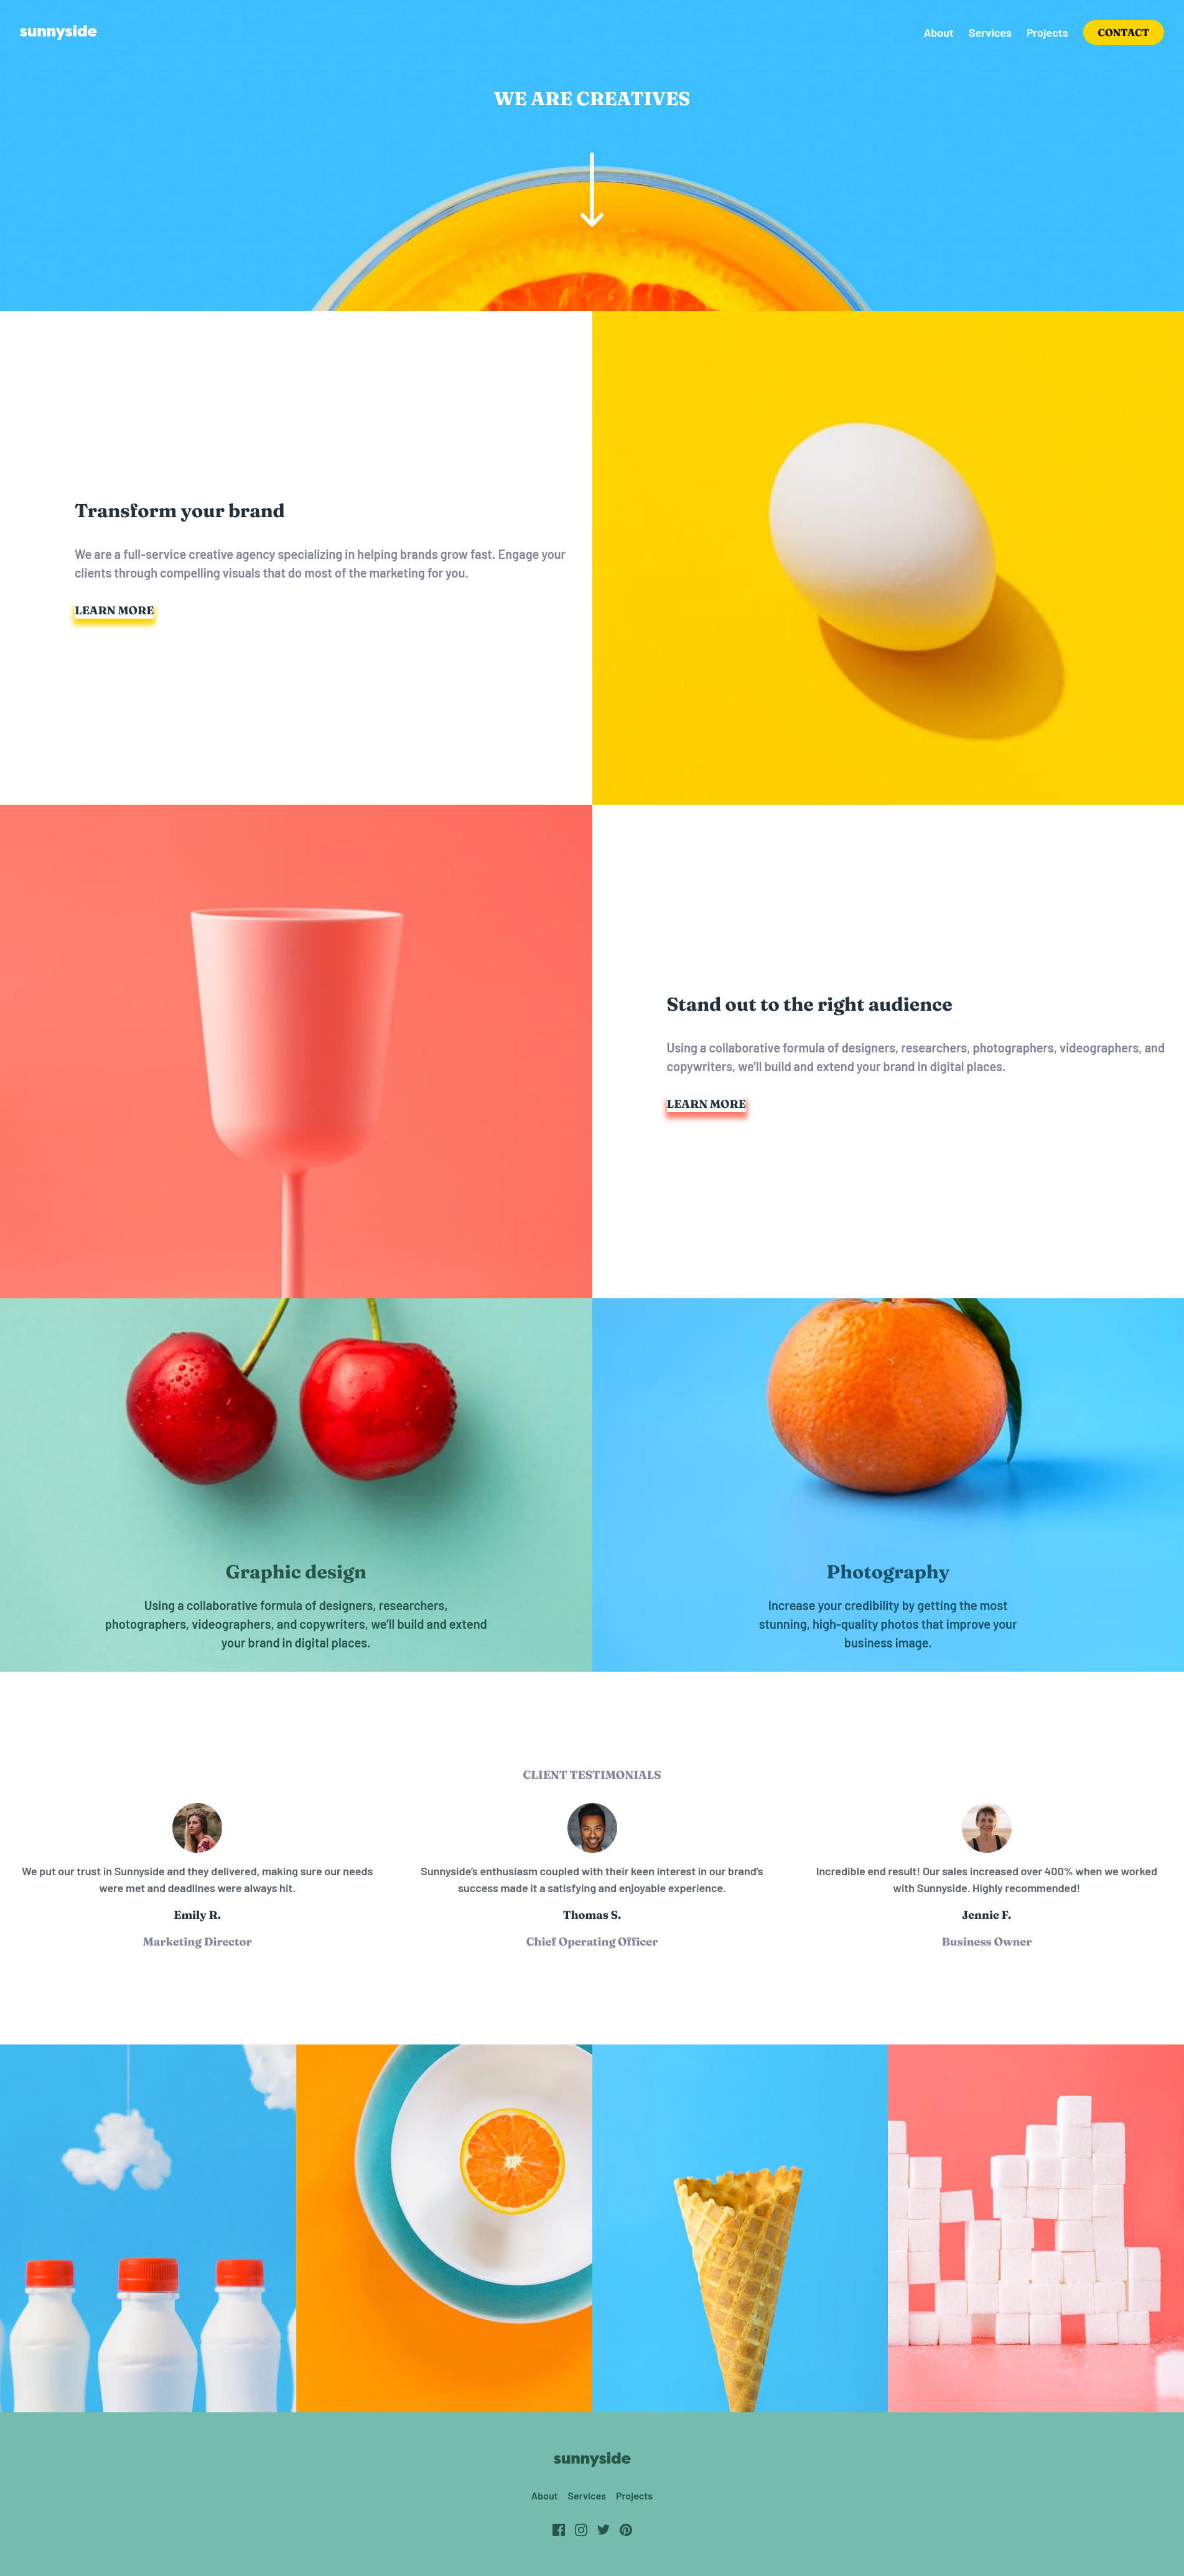 sunnyside
About Services Projects CONTACT
WE ARE CREATIVES
Transform your brand
We are a full-service creative agency specializing in helping brands grow fast. Engage your
clients through compelling visuals that do most of the marketing for you.
LEARN MORE
Stand out to the right audience
Using a collaborative formula of designers, researchers, photographers, videographers, and
copywriters, we’ll build and extend your brand in digital places.
LEARN MORE
Graphic design
Using a collaborative formula of designers, researchers,
photographers, videographers, and copywriters, we’ll build and extend
your brand in digital places.
Photography
Increase your credibility by getting the most
stunning, high-quality photos that improve your
business image.
CLIENT TESTIMONIALS
We put our trust in Sunnyside and they delivered, making sure our needs
were met and deadlines were always hit.
Emily R.
Marketing Director
Sunnyside’s enthusiasm coupled with their keen interest in our brand’s
success made it a satisfying and enjoyable experience.
Thomas S.
Chief Operating Officer
Incredible end result! Our sales increased over 400% when we worked
with Sunnyside. Highly recommended!
Jennie F.
Business Owner
sunnyside
About Services Projects